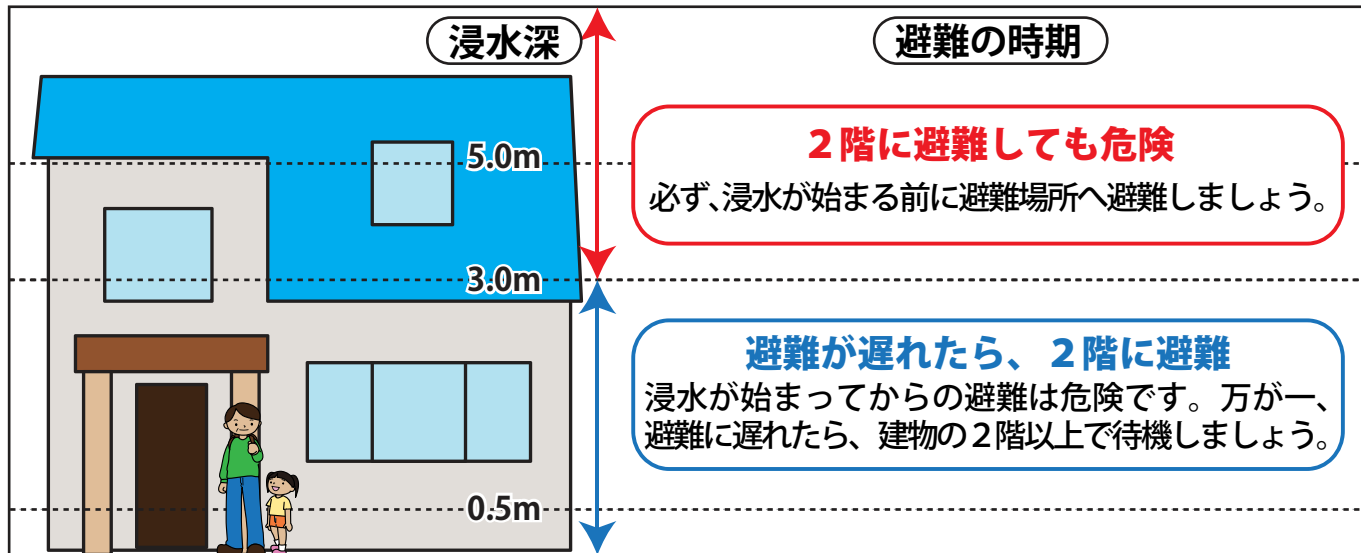 浸水深
避難の時期
5.0m
3.0m
0.5m
２階に避難しても危険
必ず、浸水が始まる前に避難場所へ避難しましょう。
避難が遅れたら、２階に避難
浸水が始まってからの避難は危険です。万が一、
避難に遅れたら、建物の２階以上で待機しましょう。